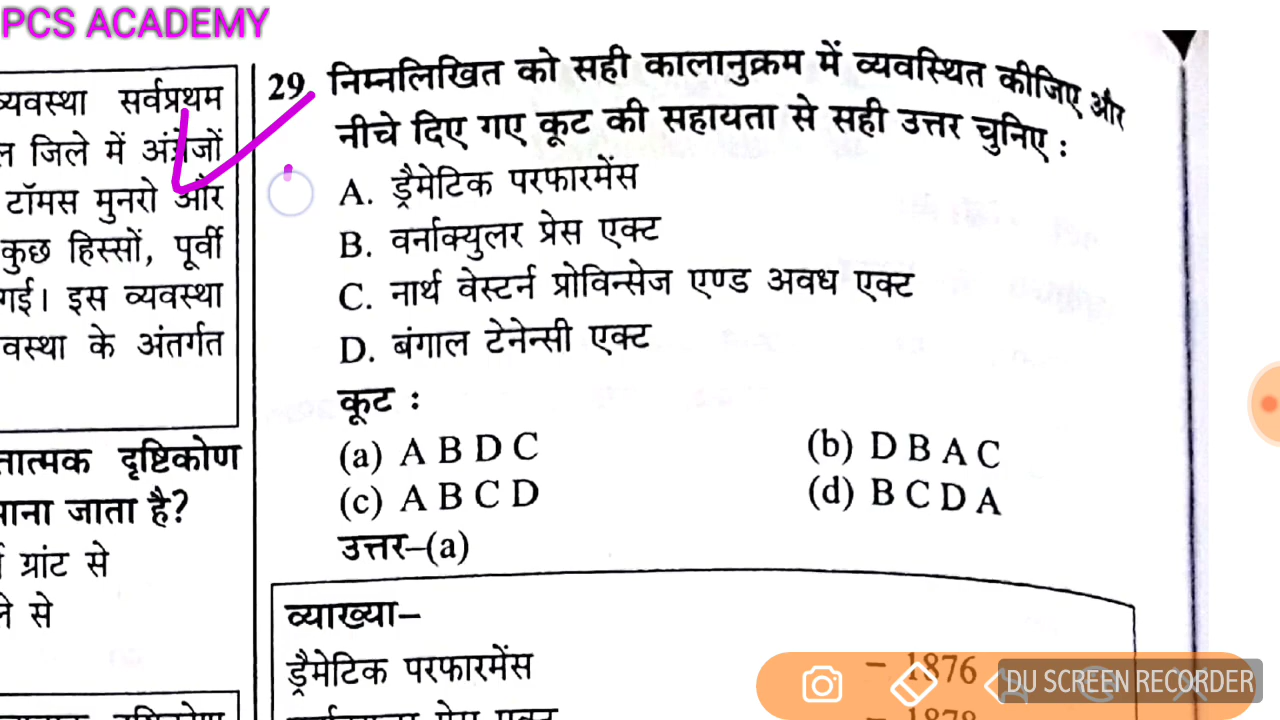 PCS ACADEMY
व्यवस्था सर्वप्रथम
जिले में अंग्रेजों
टॉमस मुनरो और
कुछ हिस्सों, पूर्वी
गई। इस व्यवस्था
के अंतर्गत
दृष्टिकोण
माना जाता है?
ग्रांट से
से
दृष्टिकोण
29. निम्नलिखित को सही कालानुक्रम में व्यवस्थित कीजिए और
नीचे दिए गए कूट की सहायता से सही उत्तर चुनिए :
A. ड्रैमेटिक परफारमेंस
B. वर्नाक्युलर प्रेस एक्ट
C. नार्थ वेस्टर्न प्रोविन्सेज एण्ड अवध एक्ट
D. बंगाल टेनेन्सी एक्ट
कूट :
(a) A B D C (b) D B A C
(c) A B C D (d) B C D A
उत्तर–(a)
व्याख्या–
ड्रैमेटिक परफारमेंस – 1876
– 1878
DU SCREEN RECORDER